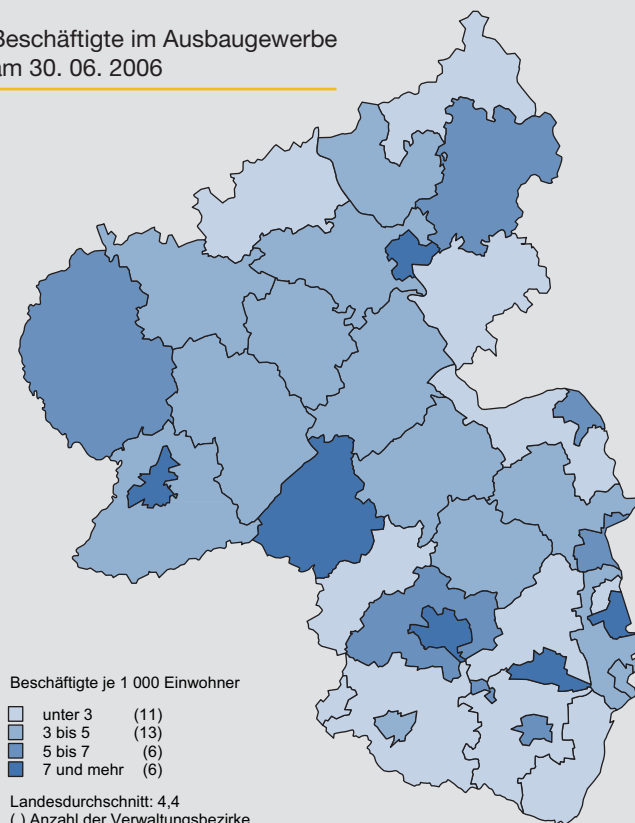 Beschäftigte im Ausbaugewerbe
am 30. 06. 2006
Beschäftigte je 1 000 Einwohner
unter 3 (11)
3 bis 5 (13)
5 bis 7 (6)
7 und mehr (6)
Landesdurchschnitt: 4,4
( ) Anzahl der Verwaltungsbezirke